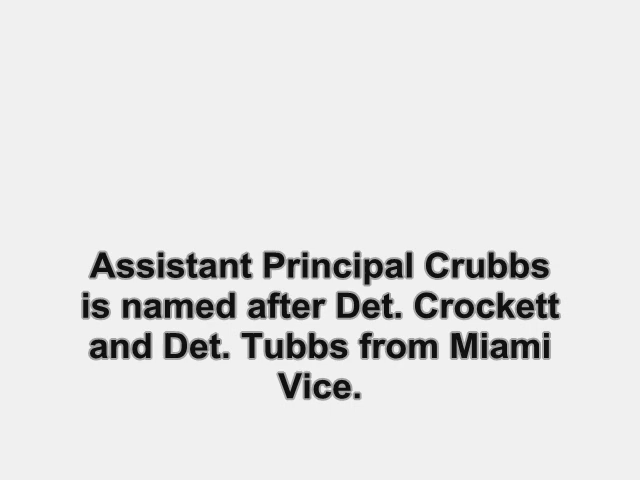 Assistant Principal Crubbs
is named after Det. Crockett
and Det. Tubbs from Miami
Vice.